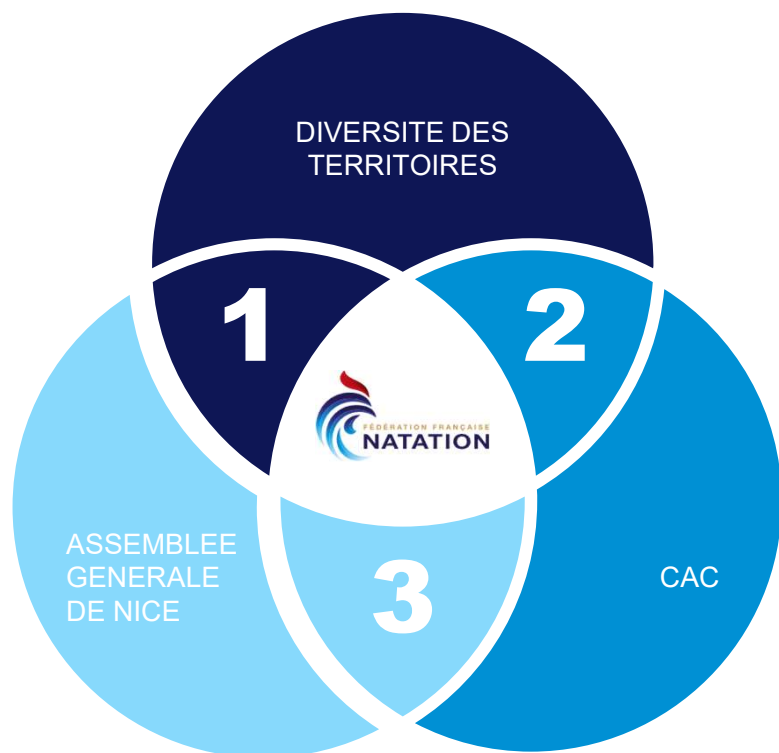 DIVERSITE DES
TERRITOIRES
1
2
FÉDÉRATION FRANÇAISE
NATATION
ASSEMBLEE
GENERALE
DE NICE
3
CAC